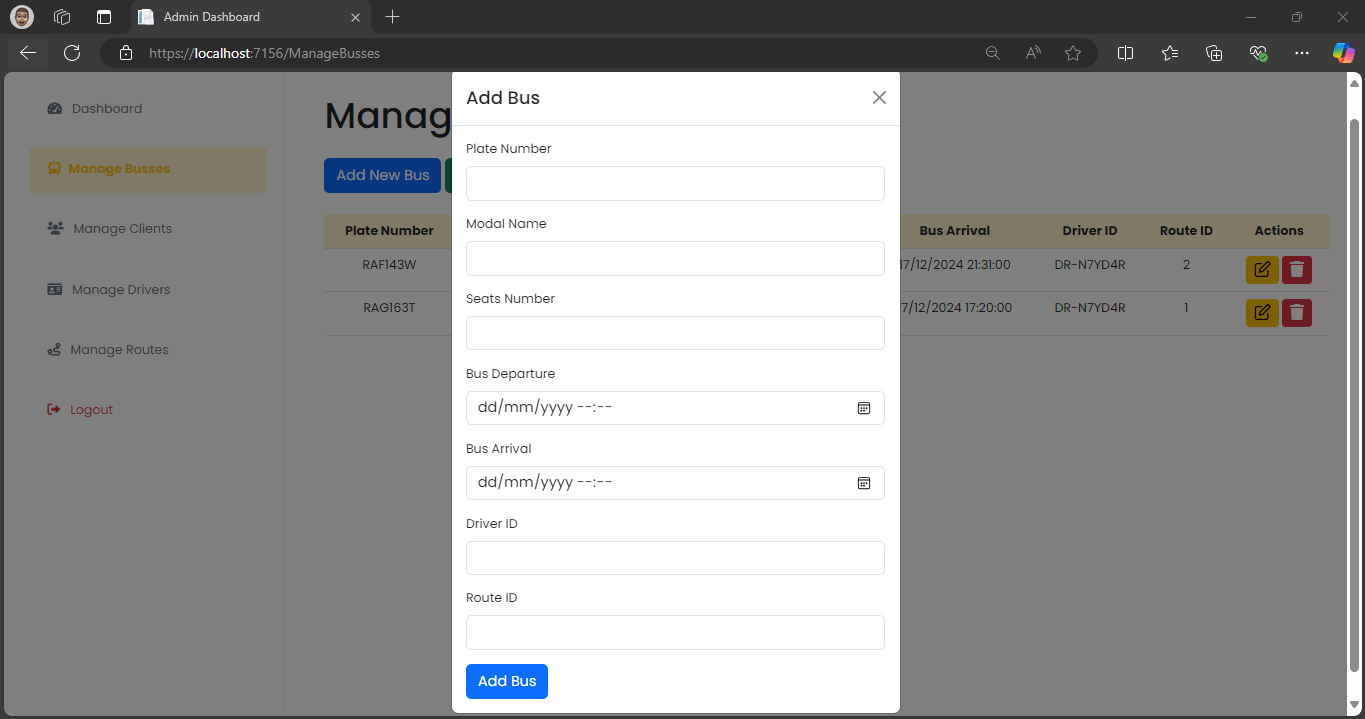 Admin Dashboard
https://localhost:7156/ManageBusses
Dashboard
Manage Busses
Manage Clients
Manage Drivers
Manage Routes
Logout
Manag
Add New Bus
Plate Number
Bus Arrival
Driver ID
Route ID
Actions
RAF143W
17/12/2024 21:31:00
DR-N7YD4R
2
RAG163T
7/12/2024 17:20:00
DR-N7YD4R
1
Add Bus
Plate Number
Modal Name
Seats Number
Bus Departure
dd/mm/yyyy --:--
Bus Arrival
dd/mm/yyyy --:--
Driver ID
Route ID
Add Bus